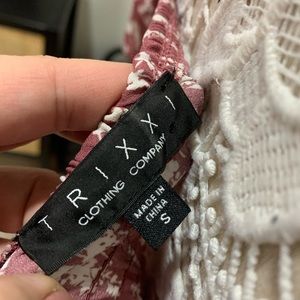 TRIXXI
CLOTHING COMPANY
MADE IN
CHINA
S